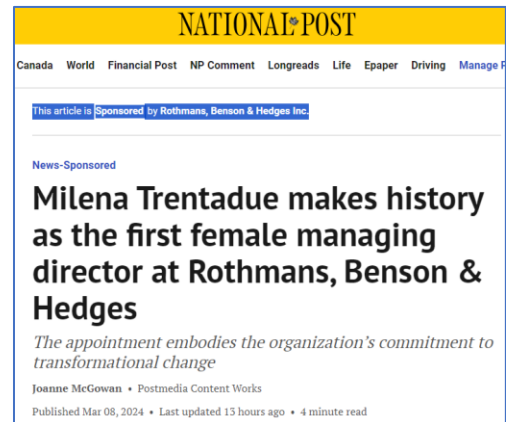 NATIONAL POST
Canada World Financial Post NP Comment Longreads Life Epaper Driving Manage
This article is Sponsored by Rothmans, Benson & Hedges Inc.
News-Sponsored
Milena Trentadue makes history
as the first female managing
director at Rothmans, Benson &
Hedges
The appointment embodies the organization's commitment to
transformational change
Joanne McGowan • Postmedia Content Works
Published Mar 08, 2024 • Last updated 13 hours ago • 4 minute read